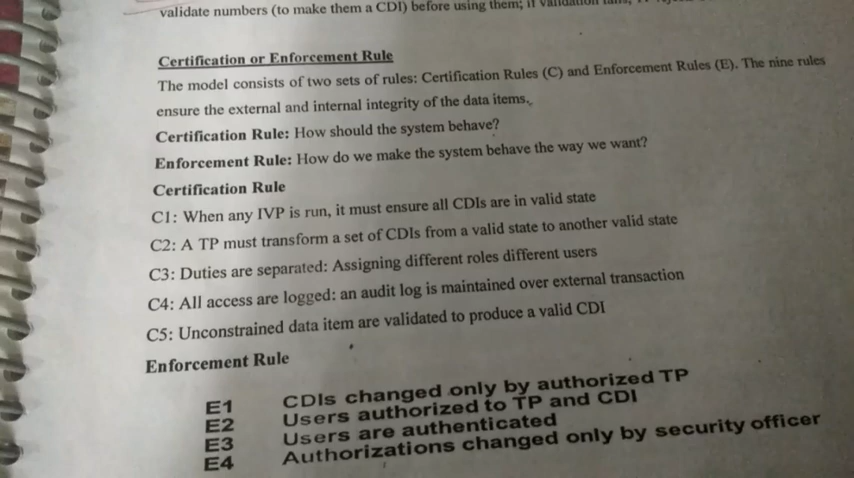 validate numbers (to make them a CDI) before using them; if validation
Certification or Enforcement Rule
The model consists of two sets of rules: Certification Rules (C) and Enforcement Rules (E). The nine rules
ensure the external and internal integrity of the data items.
Certification Rule: How should the system behave?
Enforcement Rule: How do we make the system behave the way we want?
Certification Rule
C1: When any IVP is run, it must ensure all CDIs are in valid state
C2: A TP must transform a set of CDIs from a valid state to another valid state
C3: Duties are separated: Assigning different roles different users
C4: All access are logged: an audit log is maintained over external transaction
C5: Unconstrained data item are validated to produce a valid CDI
Enforcement Rule
E1 CDIs changed only by authorized TP
E2 Users authorized to TP and CDI
E3 Users are authenticated
E4 Authorizations changed only by security officer